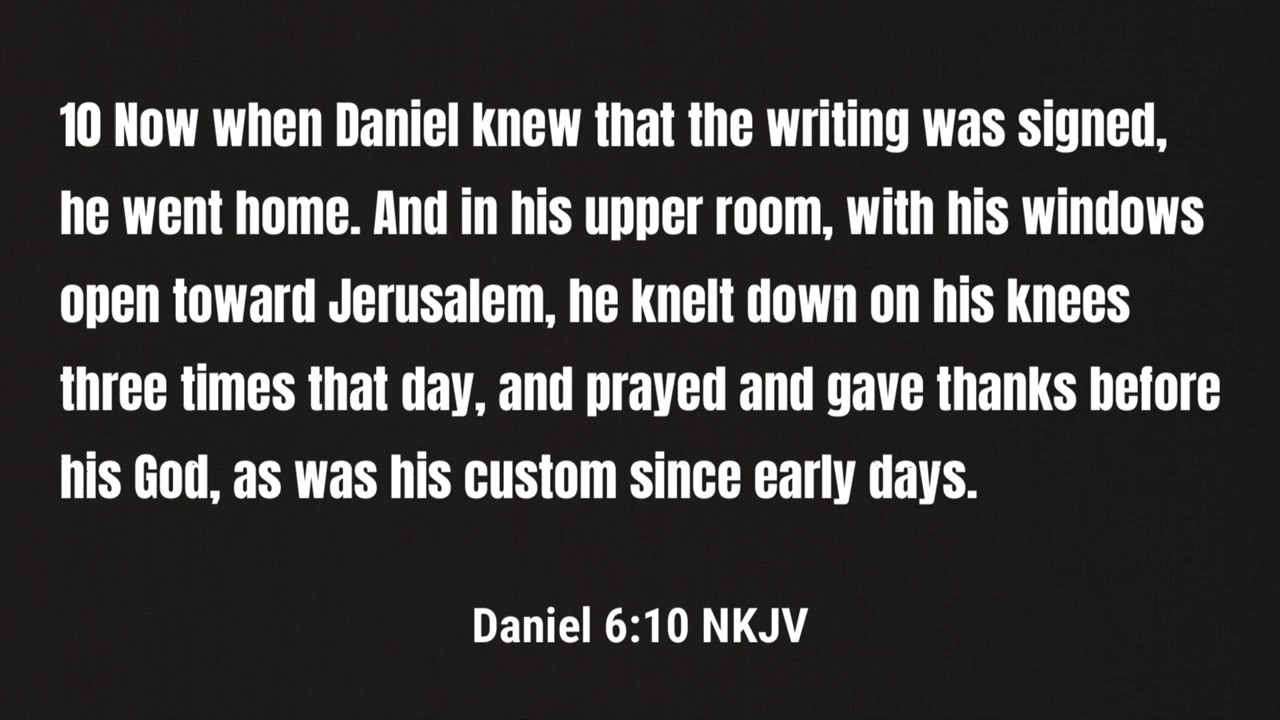 10 Now when Daniel knew that the writing was signed,
he went home. And in his upper room, with his windows
open toward Jerusalem, he knelt down on his knees
three times that day, and prayed and gave thanks before
his God, as was his custom since early days.
Daniel 6:10 NKJV